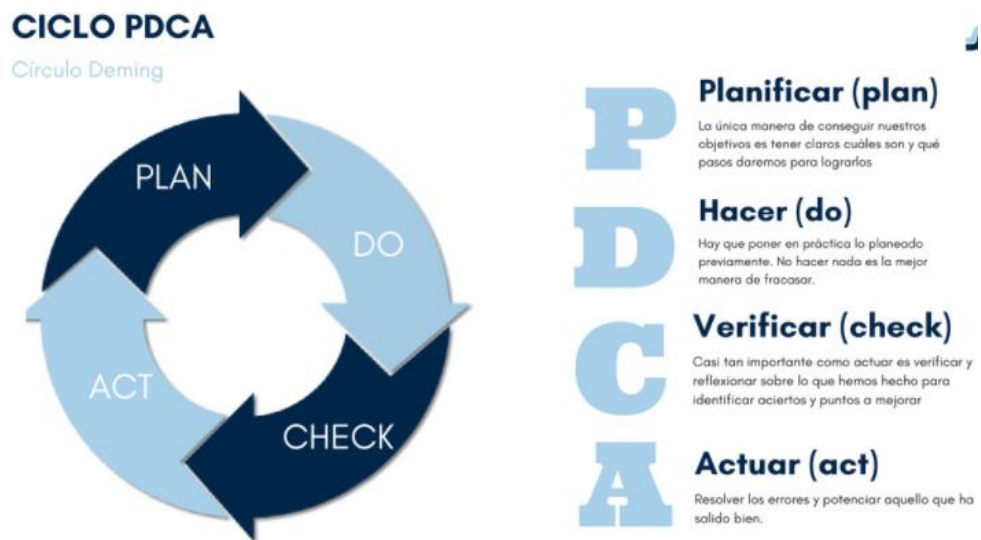 CICLO PDCA
Círculo Deming
PLAN
DO
CHECK
ACT
P
Planificar (plan)
La única manera de conseguir nuestros
objetivos es tener claros cuáles son y qué
pasos daremos para lograrlos
D
Hacer (do)
Hay que poner en práctica lo planeado
previamente. No hacer nada es la mejor
manera de fracasar.
C
Verificar (check)
Casi tan importante como actuar es verificar y
reflexionar sobre lo que hemos hecho para
identificar aciertos y puntos a mejorar
A
Actuar (act)
Resolver los errores y potenciar aquello que ha
salido bien.